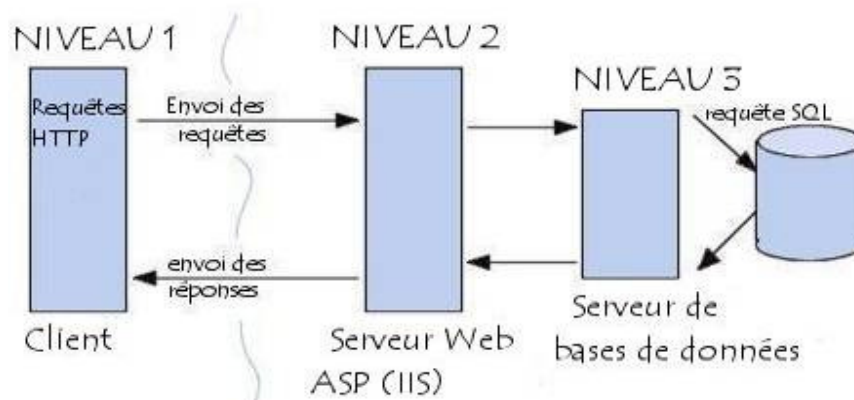 NIVEAU 1
NIVEAU 2
NIVEAU 3
Requêtes
HTTP
Envoi des
requêtes
requête SQL
envoi des
réponses
Client
Serveur Web
ASP (IIS)
Serveur de
bases de données